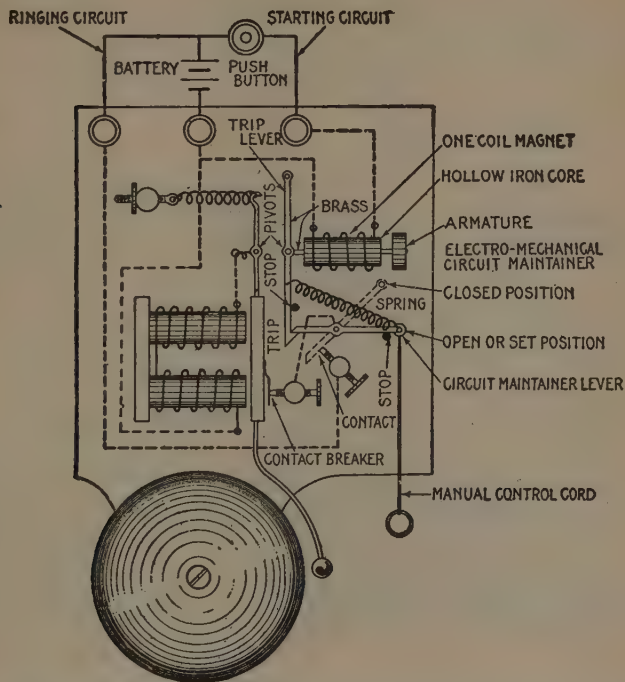 RINGING CIRCUIT
STARTING CIRCUIT
BATTERY
PUSH
BUTTON
TRIP
LEVER
ONE COIL MAGNET
HOLLOW IRON CORE
PIVOTS
BRASS
ARMATURE
ELECTRO-MECHANICAL
CIRCUIT MAINTAINER
STOP
CLOSED POSITION
SPRING
TRIP
OPEN OR SET POSITION
STOP
CIRCUIT MAINTAINER LEVER
CONTACT
CONTACT BREAKER
MANUAL CONTROL CORD